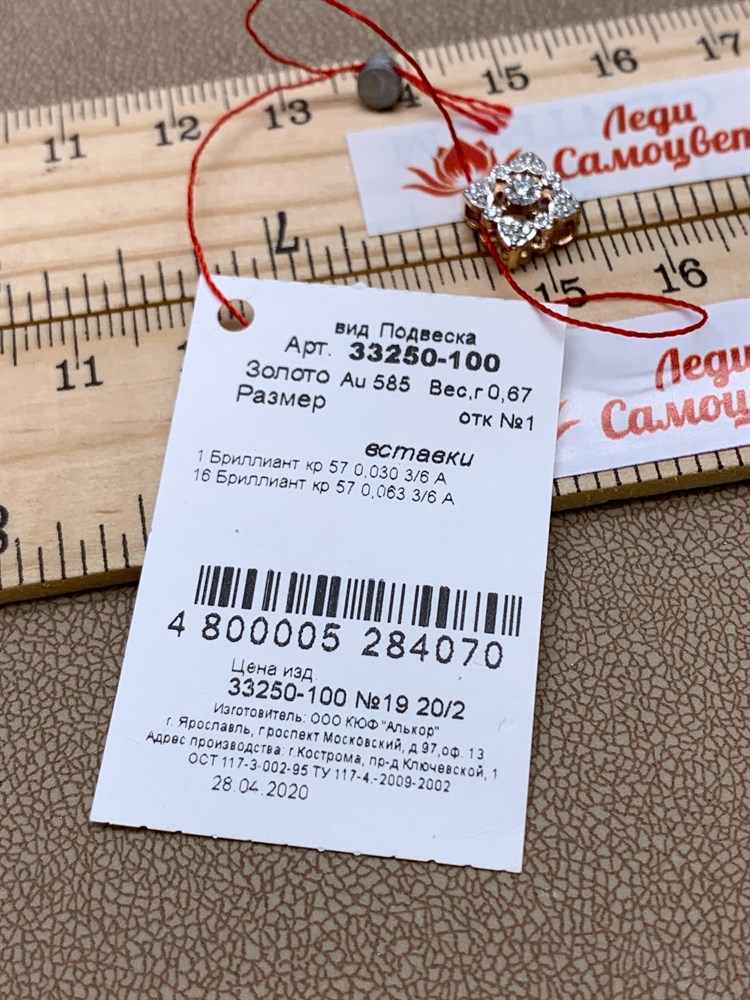 11 12 13 4 15 16 17
Леди
Самоцвет
7
11 15 16
Леди
Самоц
вид Подвеска
Арт. 33250-100
Золото Au 585 Вес,г 0,67
Размер отк №1
вставки
1 Бриллиант кр 57 0,030 3/6 А
16 Бриллиант кр 57 0,063 3/6 А
4 800005 284070
Цена изд
33250-100 №19 20/2
Изготовитель: ООО КЮФ "Алькор"
г. Ярославль, г.роспект Московский, д.97,оф. 13
Адрес производства: г.Кострома, пр-д Ключевской, 1
ОСТ 117-3-002-95 ТУ 117-4.-2009-2002
28.04.2020